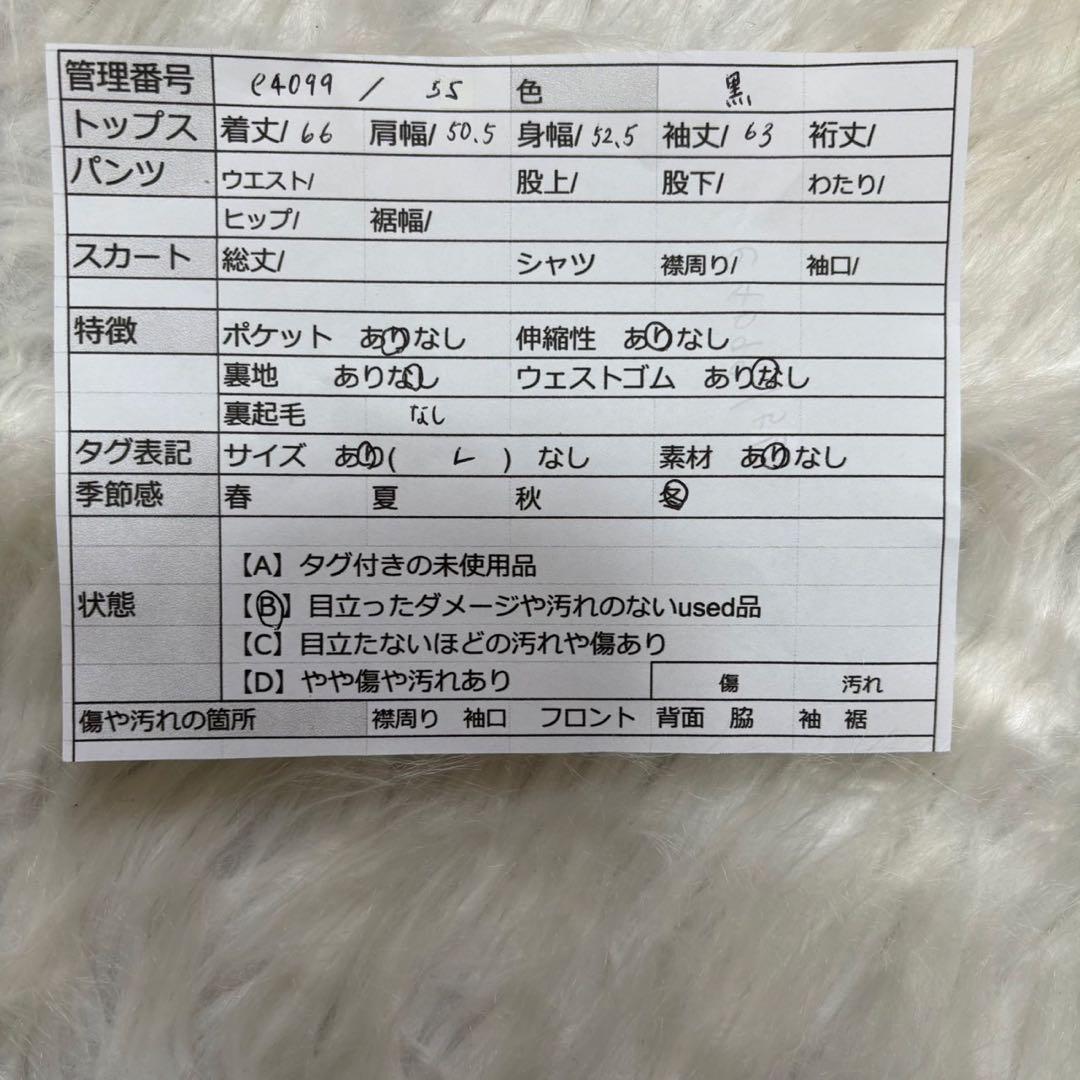 管理番号 e4099 / 55 色 黒
トップス 着丈/ 66 肩幅/ 50.5 身幅/ 52.5 袖丈/ 63 裄丈/
パンツ ウエスト/ 股上/ 股下/ わたり/
ヒップ/ 裾幅/
スカート 総丈/ シャツ 襟周り/ 袖口/
特徴 ポケット ありなし 伸縮性 ありなし
裏地 ありなし ウェストゴム ありなし
裏起毛 なし
タグ表記 サイズ あり( L ) なし 素材 ありなし
季節感 春 夏 秋 冬
【A】タグ付きの未使用品
状態 【B】目立ったダメージや汚れのないused品
【C】目立たないほどの汚れや傷あり
【D】やや傷や汚れあり 傷 汚れ
傷や汚れの箇所 襟周り 袖口 フロント 背面 脇 袖 裾